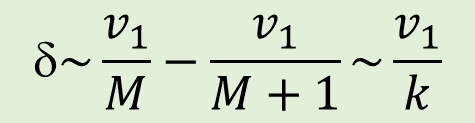 δ~ v₁/M − v₁/(M + 1) ~ v₁/k